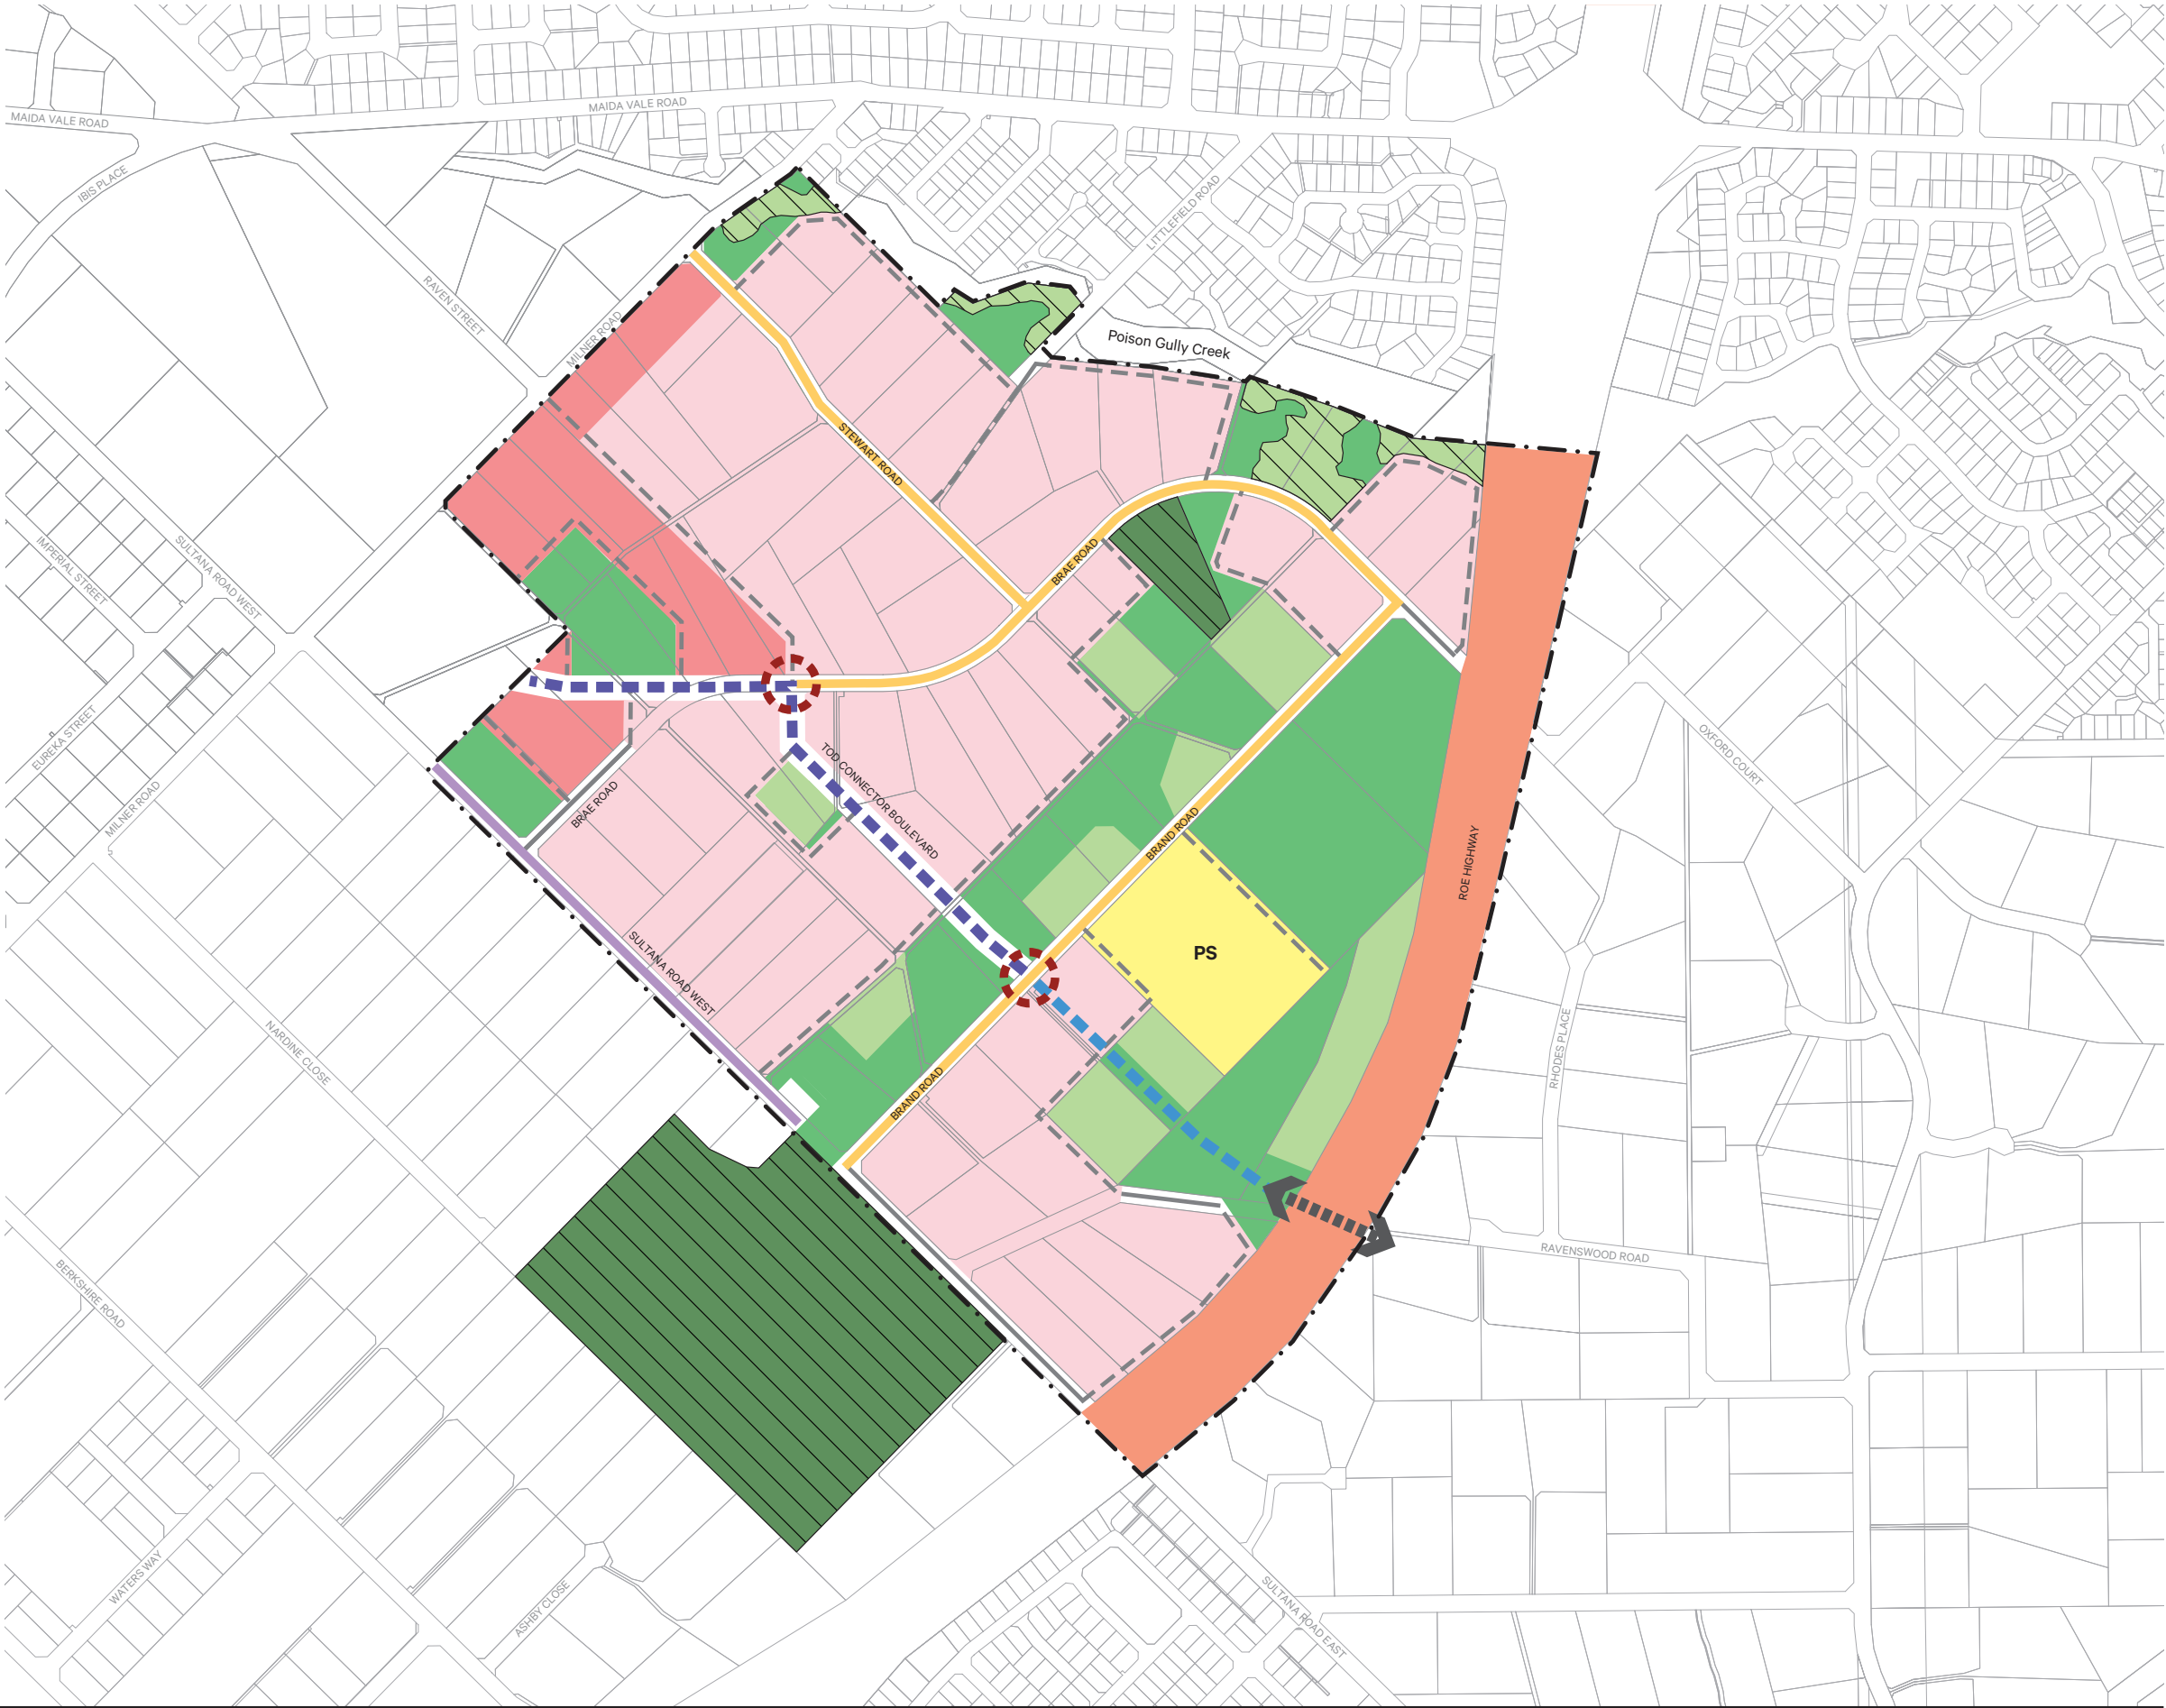 MAIDA VALE ROAD
MAIDA VALE ROAD
IBIS PLACE
LITTLEFIELD ROAD
RAVEN STREET
MILNER ROAD
Poison Gully Creek
STEWART ROAD
BRAE ROAD
IMPERIAL STREET
SULTANA ROAD WEST
EUREKA STREET
MILNER ROAD
BRAE ROAD
TOD CONNECTOR BOULEVARD
OXFORD COURT
BRAND ROAD
ROE HIGHWAY
PS
SULTANA ROAD WEST
NARDINE CLOSE
BRAND ROAD
RHODES PLACE
RAVENSWOOD ROAD
BERKSHIRE ROAD
WATERS WAY
ASHBY CLOSE
SULTANA ROAD EAST